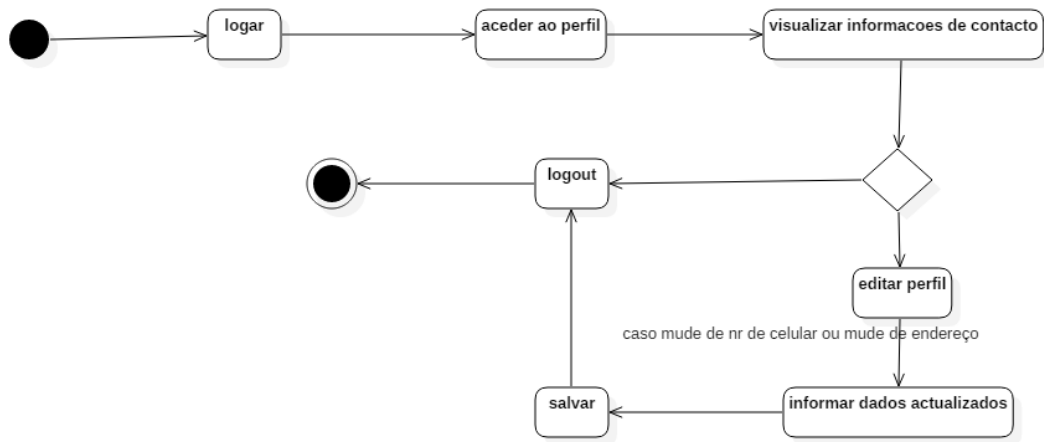 logar
aceder ao perfil
visualizar informacoes de contacto
logout
editar perfil
caso mude de nr de celular ou mude de endereço
salvar
informar dados actualizados